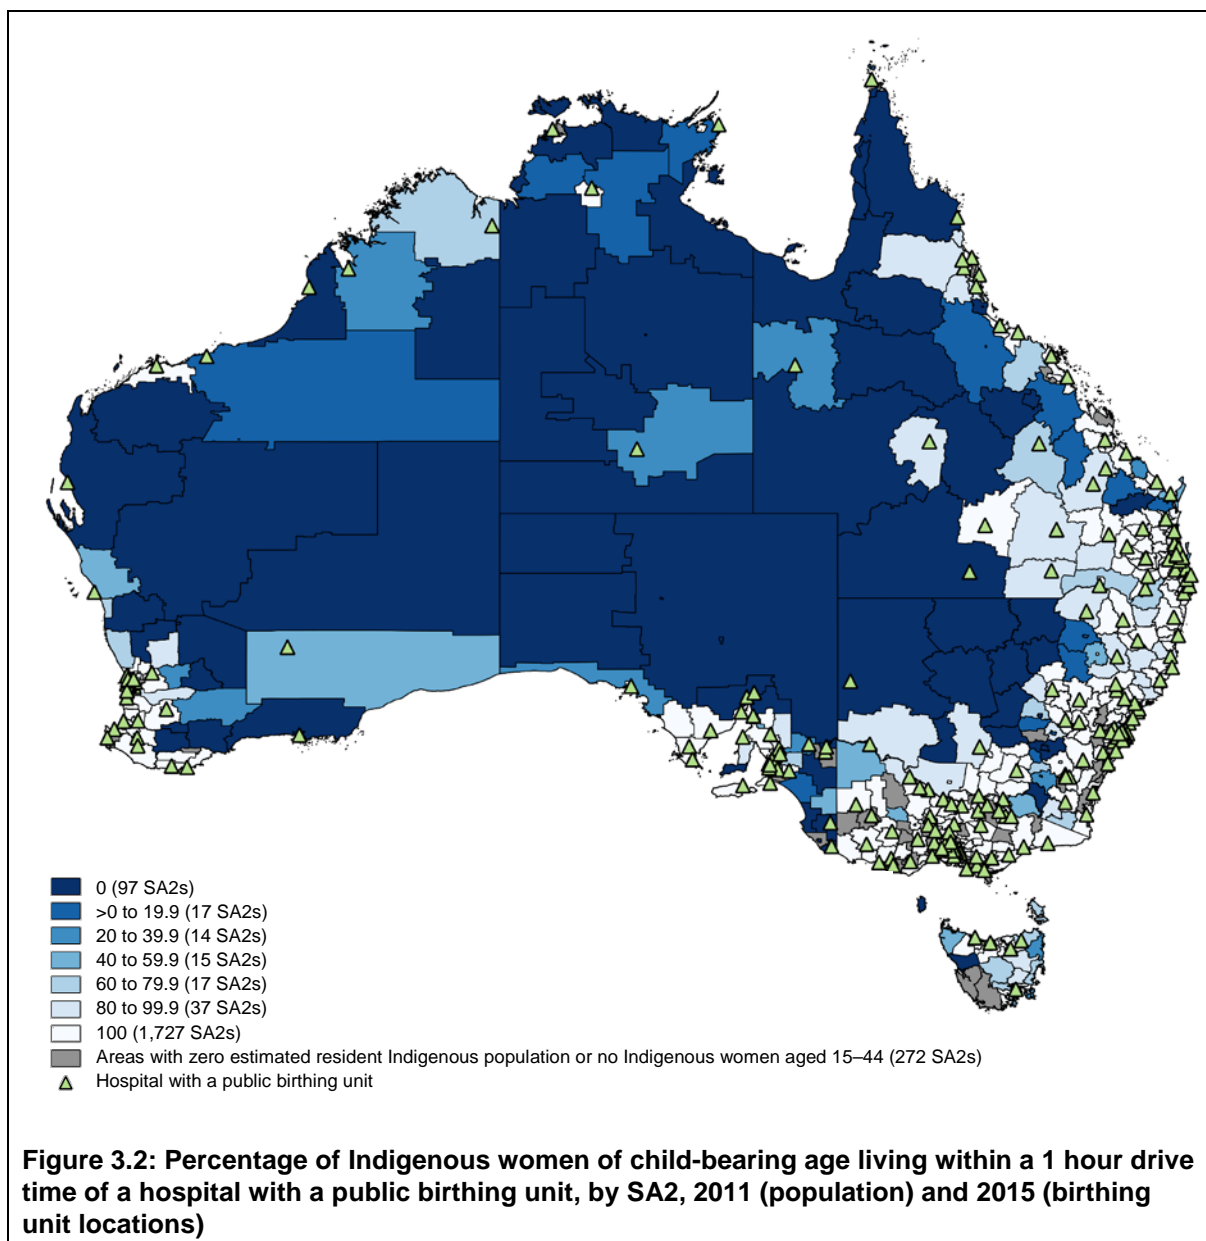 0 (97 SA2s)
>0 to 19.9 (17 SA2s)
20 to 39.9 (14 SA2s)
40 to 59.9 (15 SA2s)
60 to 79.9 (17 SA2s)
80 to 99.9 (37 SA2s)
100 (1,727 SA2s)
Areas with zero estimated resident Indigenous population or no Indigenous women aged 15–44 (272 SA2s)
Hospital with a public birthing unit
Figure 3.2: Percentage of Indigenous women of child-bearing age living within a 1 hour drive
time of a hospital with a public birthing unit, by SA2, 2011 (population) and 2015 (birthing
unit locations)